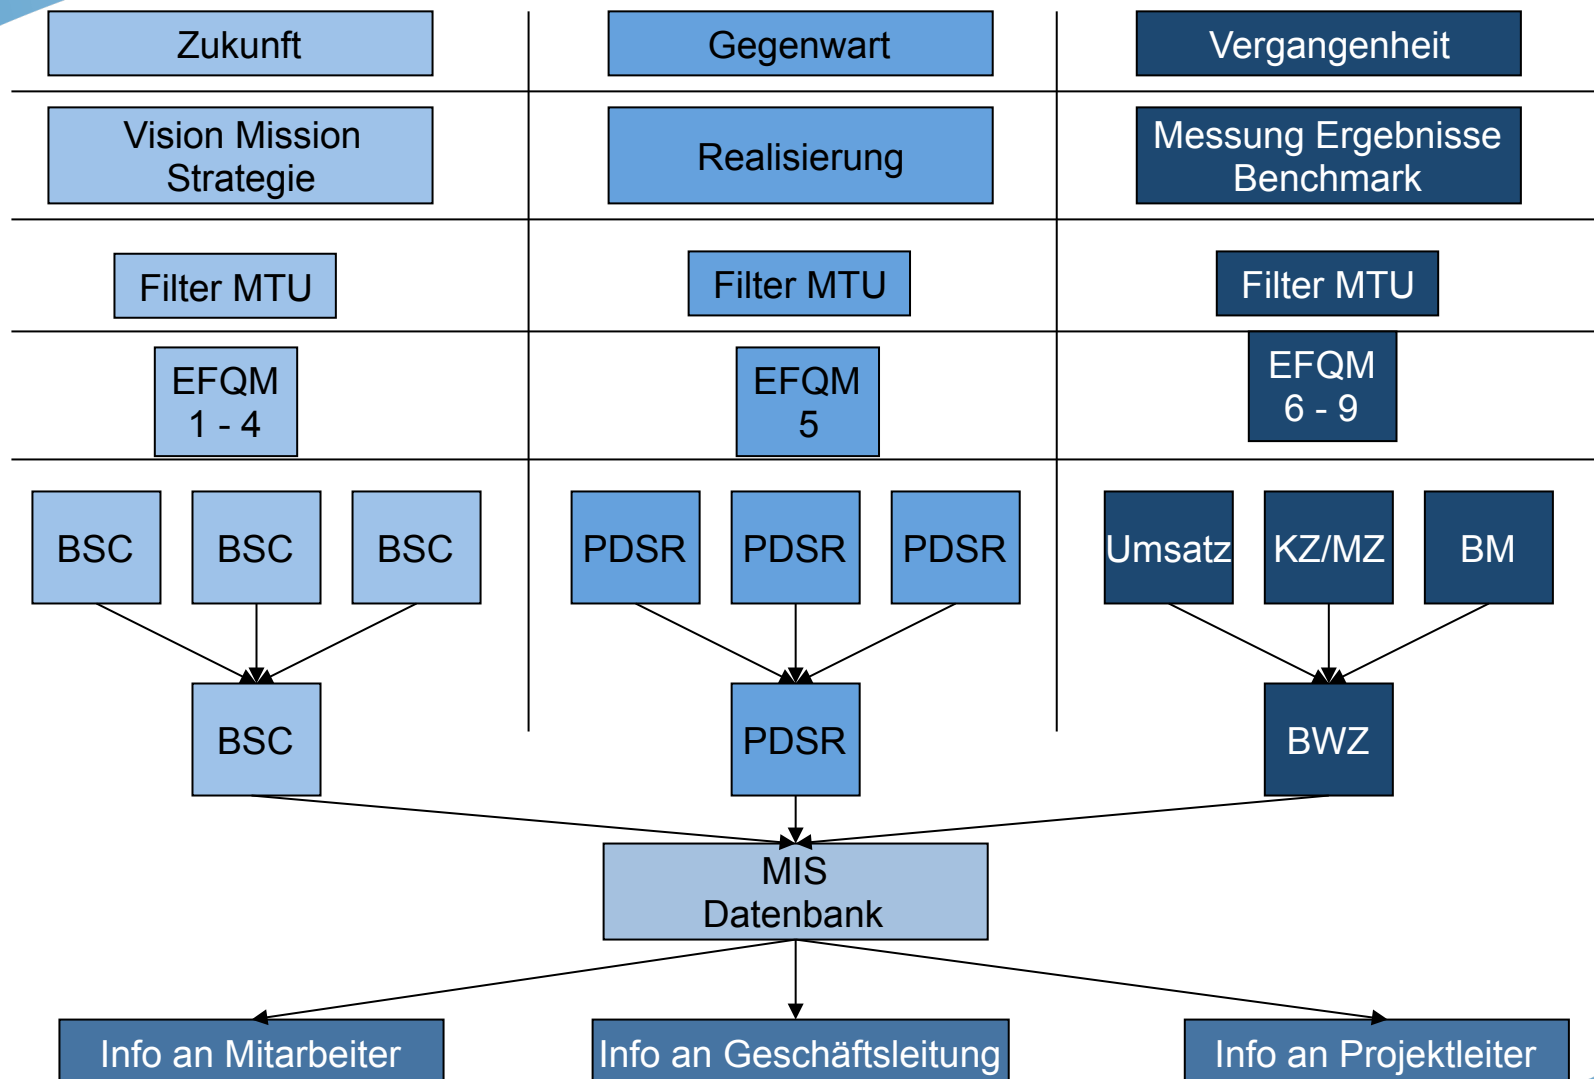 Zukunft
Gegenwart
Vergangenheit
Vision Mission
Strategie
Realisierung
Messung Ergebnisse
Benchmark
Filter MTU
Filter MTU
Filter MTU
EFQM
1 - 4
EFQM
5
EFQM
6 - 9
BSC
BSC
BSC
PDSR
PDSR
PDSR
Umsatz
KZ/MZ
BM
BSC
PDSR
BWZ
MIS
Datenbank
Info an Mitarbeiter
Info an Geschäftsleitung
Info an Projektleiter